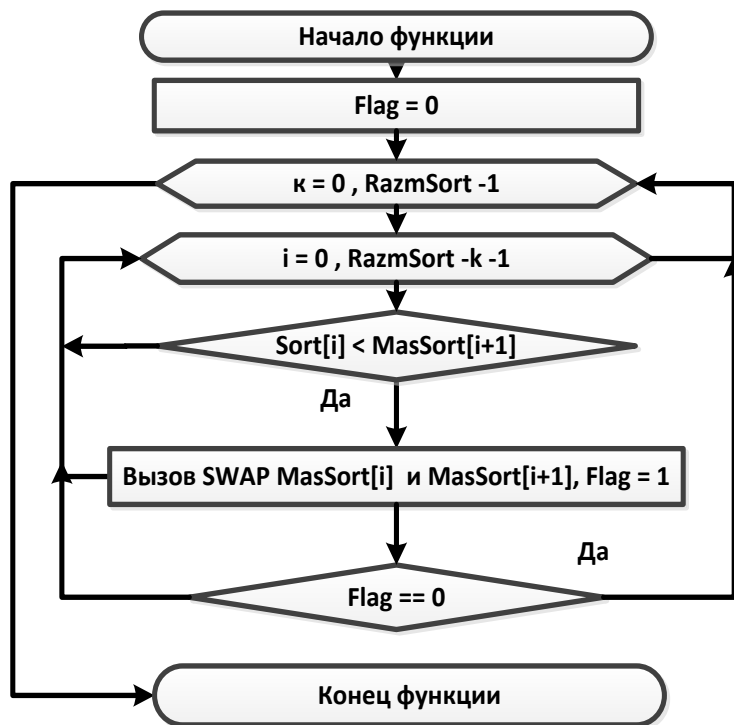 Начало функции
Flag = 0
к = 0 , RazmSort -1
i = 0 , RazmSort -k -1
Sort[i] < MasSort[i+1]
Да
Вызов SWAP MasSort[i] и MasSort[i+1], Flag = 1
Да
Flag == 0
Конец функции